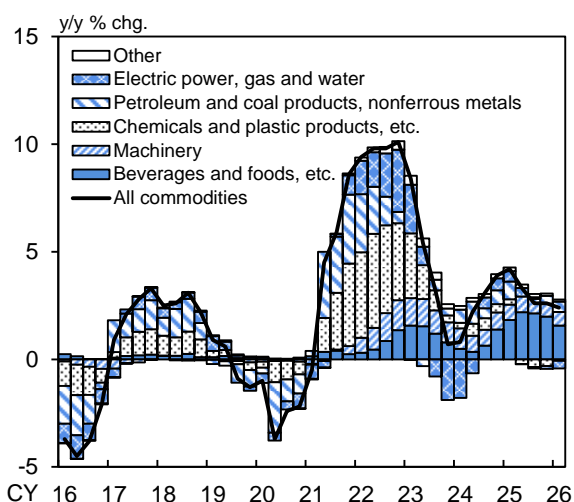 y/y % chg.
15
Other
Electric power, gas and water
Petroleum and coal products, nonferrous metals
Chemicals and plastic products, etc.
Machinery
Beverages and foods, etc.
All commodities
10
5
0
-5
CY 16 17 18 19 20 21 22 23 24 25 26